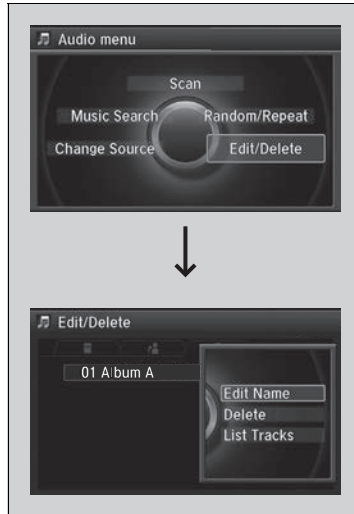 Audio menu
Scan
Music Search Random/Repeat
Change Source Edit/Delete
Edit/Delete
01 Album A
Edit Name
Delete
List Tracks